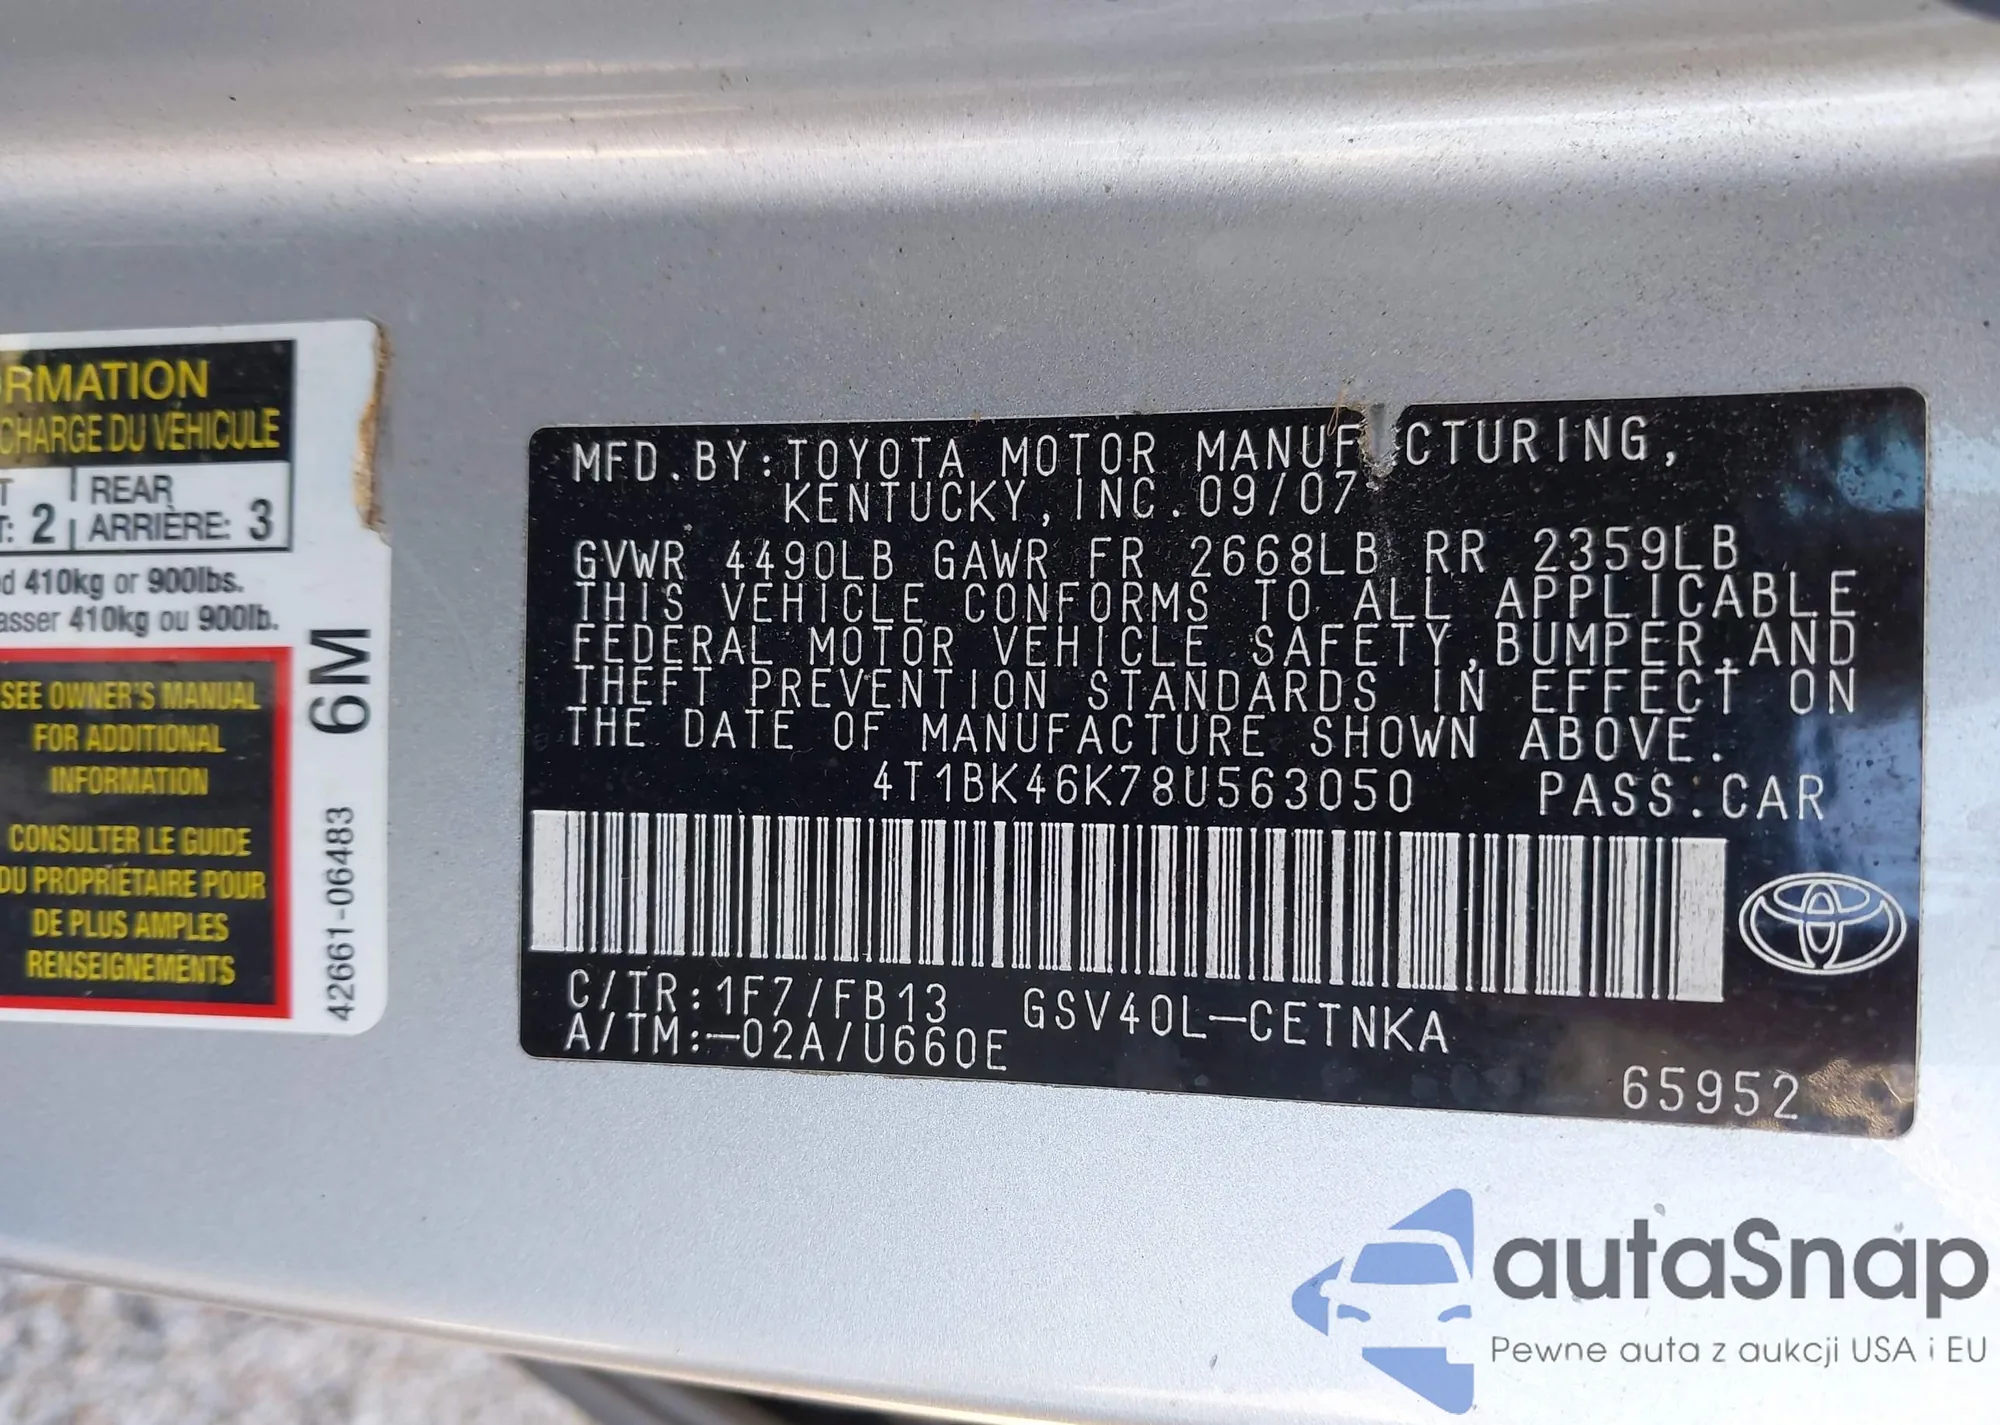 RMATION
CHARGE DU VÉHICULE
REAR
: 2 ARRIÈRE: 3
410kg or 900lbs.
asser 410kg ou 900lb.
SEE OWNER'S MANUAL
FOR ADDITIONAL
INFORMATION
CONSULTER LE GUIDE
DU PROPRIÉTAIRE POUR
DE PLUS AMPLES
RENSEIGNEMENTS
42661-06483 6M
MFD.BY:TOYOTA MOTOR MANUF CTURING,
KENTUCKY,INC.09/07
GVWR 4490LB GAWR FR 2668LB RR 2359LB
THIS VEHICLE CONFORMS TO ALL APPLICABLE
FEDERAL MOTOR VEHICLE SAFETY,BUMPER,AND
THEFT PREVENTION STANDARDS IN EFFECT ON
THE DATE OF MANUFACTURE SHOWN ABOVE.
4T1BK46K78U563050 PASS.CAR
C/TR:1F7/FB13 GSV40L-CETNKA
A/TM:-02A/U660E
65952
autaSnap
Pewne auta z aukcji USA i EU